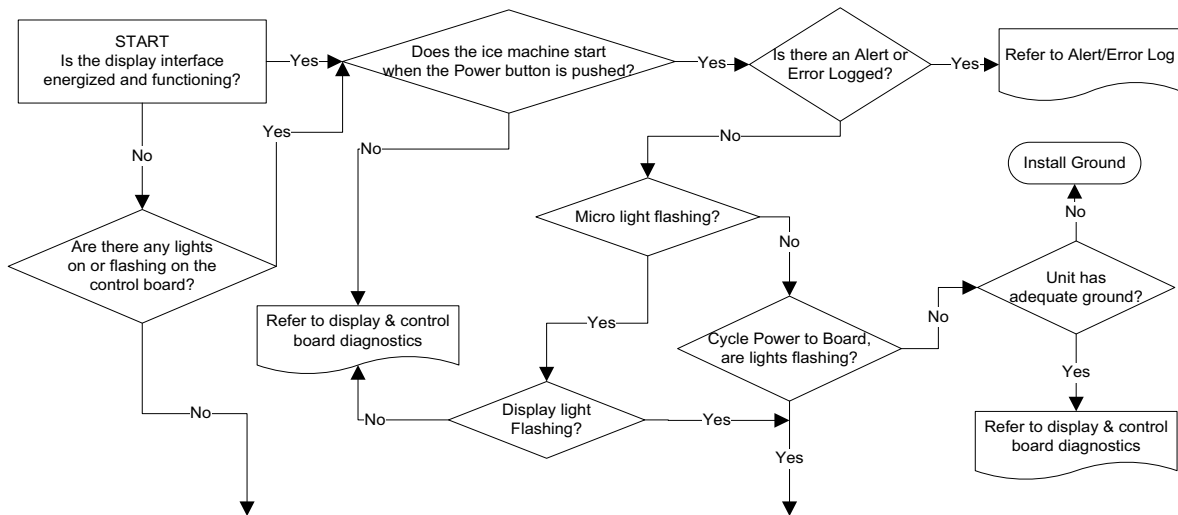 START
Is the display interface
energized and functioning?
Yes
Does the ice machine start
when the Power button is pushed?
Yes
Is there an Alert or
Error Logged?
Yes
Refer to Alert/Error Log
No
Yes
No
No
Install Ground
No
Are there any lights
on or flashing on the
control board?
Micro light flashing?
No
Unit has
adequate ground?
Refer to display & control
board diagnostics
Yes
Cycle Power to Board,
are lights flashing?
No
Yes
No
No
Display light
Flashing?
Yes
Yes
Refer to display & control
board diagnostics